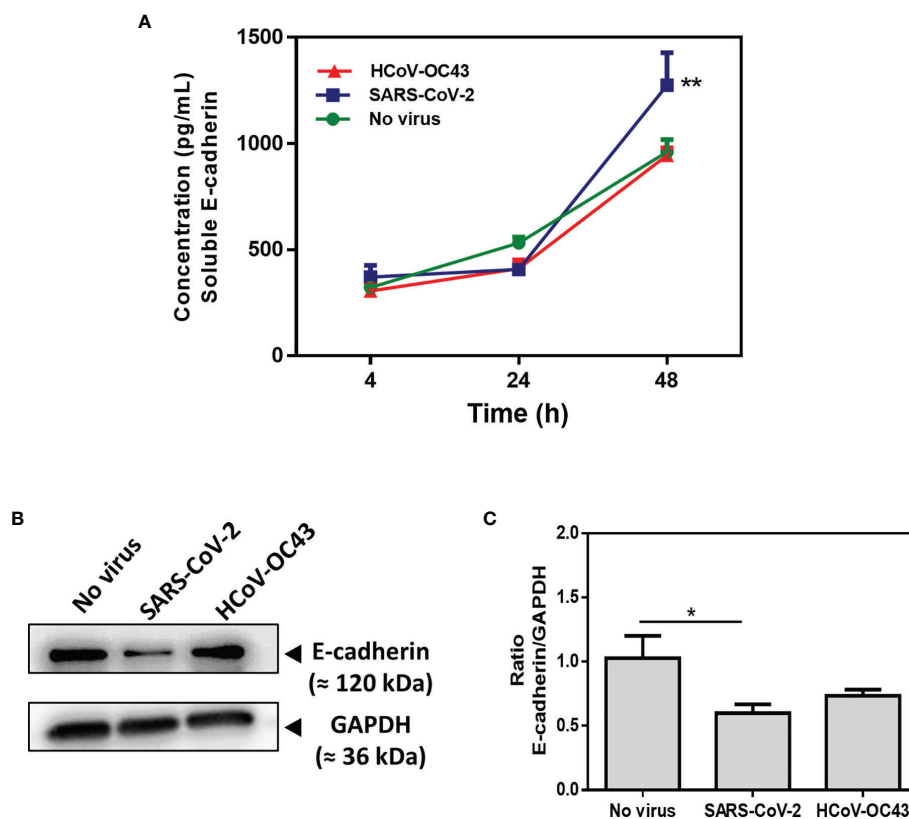 A
1500
1000
500
0
Concentration (pg/mL)
Soluble E-cadherin
HCoV-OC43
SARS-CoV-2
No virus
**
4 24 48
Time (h)
B
No virus
SARS-CoV-2
HCoV-OC43
E-cadherin
(≈ 120 kDa)
GAPDH
(≈ 36 kDa)
C
2.0
1.5
1.0
0.5
0.0
Ratio
E-cadherin/GAPDH
*
No virus SARS-CoV-2 HCoV-OC43